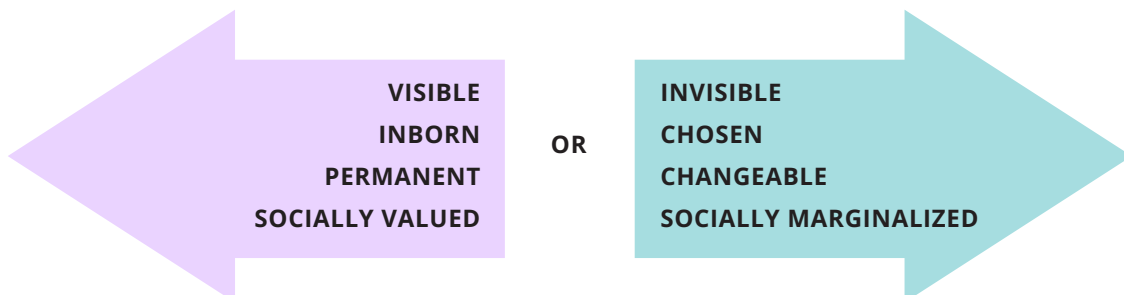 VISIBLE
INBORN
PERMANENT
SOCIALLY VALUED
OR
INVISIBLE
CHOSEN
CHANGEABLE
SOCIALLY MARGINALIZED